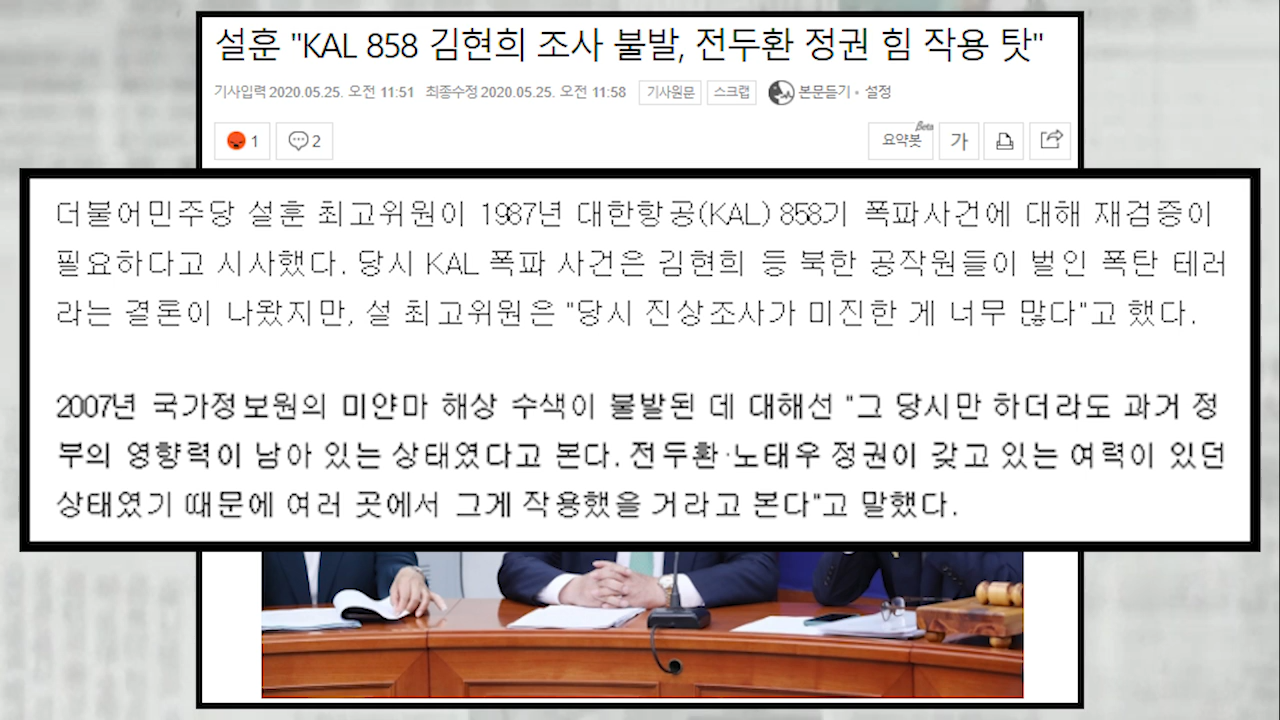 설훈 "KAL 858 김현희 조사 불발, 전두환 정권 힘 작용 탓"
기사입력 2020.05.25. 오전 11:51 최종수정 2020.05.25. 오전 11:58 기사원문 스크랩 본문듣기 · 설정
1 2 요약봇 Beta 가
더불어민주당 설훈 최고위원이 1987년 대한항공(KAL) 858기 폭파사건에 대해 재검증이
필요하다고 시사했다. 당시 KAL 폭파 사건은 김현희 등 북한 공작원들이 벌인 폭탄 테러
라는 결론이 나왔지만, 설 최고위원은 "당시 진상조사가 미진한 게 너무 많다"고 했다.
2007년 국가정보원의 미얀마 해상 수색이 불발된 데 대해선 "그 당시만 하더라도 과거 정
부의 영향력이 남아 있는 상태였다고 본다. 전두환·노태우 정권이 갖고 있는 여력이 있던
상태였기 때문에 여러 곳에서 그게 작용했을 거라고 본다"고 말했다.